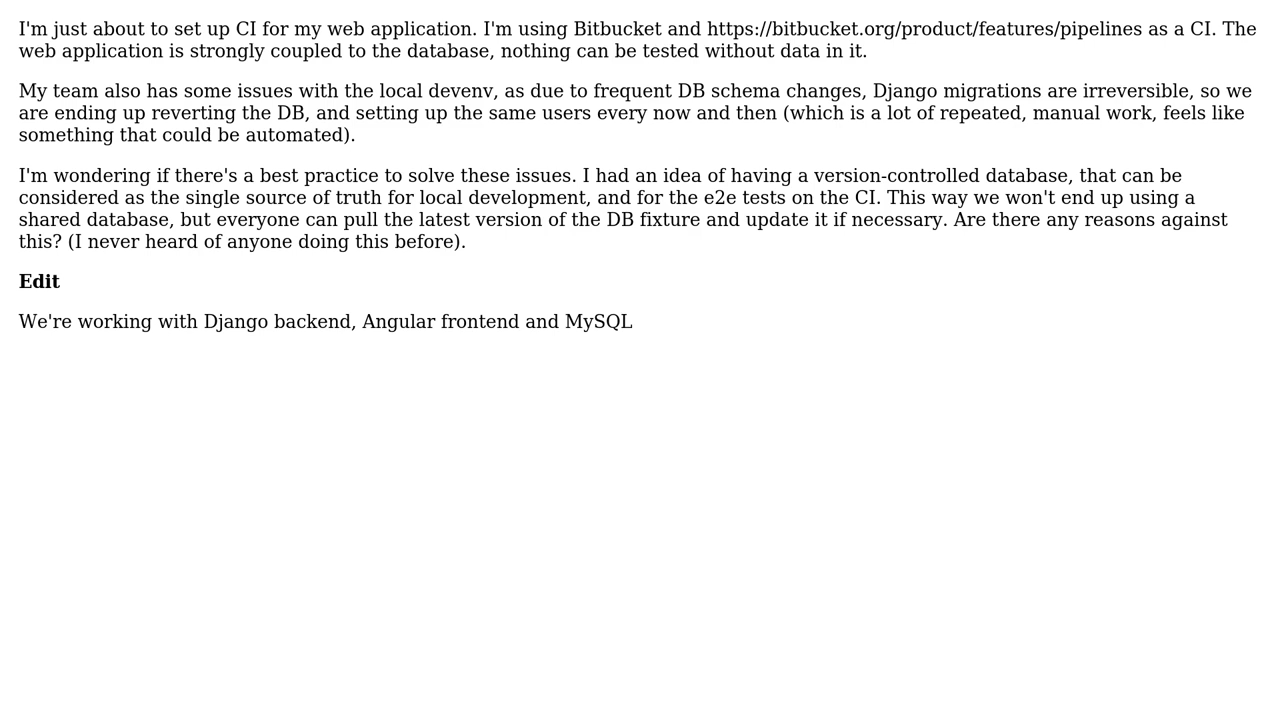 I'm just about to set up CI for my web application. I'm using Bitbucket and https://bitbucket.org/product/features/pipelines as a CI. The
web application is strongly coupled to the database, nothing can be tested without data in it.
My team also has some issues with the local devenv, as due to frequent DB schema changes, Django migrations are irreversible, so we
are ending up reverting the DB, and setting up the same users every now and then (which is a lot of repeated, manual work, feels like
something that could be automated).
I'm wondering if there's a best practice to solve these issues. I had an idea of having a version-controlled database, that can be
considered as the single source of truth for local development, and for the e2e tests on the CI. This way we won't end up using a
shared database, but everyone can pull the latest version of the DB fixture and update it if necessary. Are there any reasons against
this? (I never heard of anyone doing this before).
Edit
We're working with Django backend, Angular frontend and MySQL